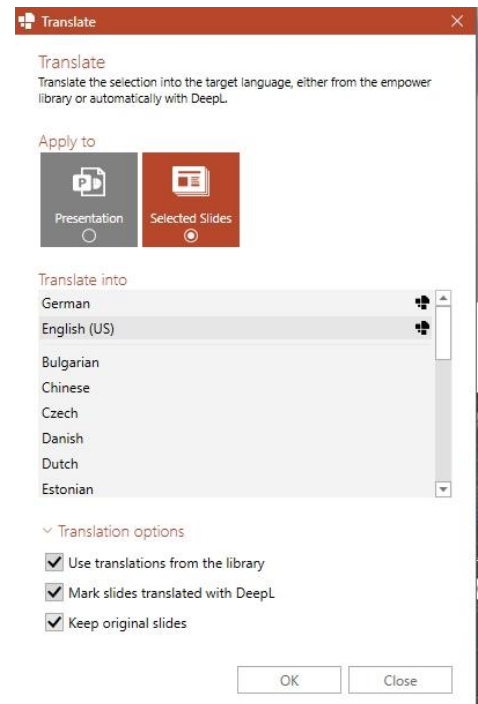 Translate
Translate
Translate the selection into the target language, either from the empower
library or automatically with DeepL.
Apply to
Presentation
Selected Slides
Translate into
German
English (US)
Bulgarian
Chinese
Czech
Danish
Dutch
Estonian
Translation options
Use translations from the library
Mark slides translated with DeepL
Keep original slides
OK
Close